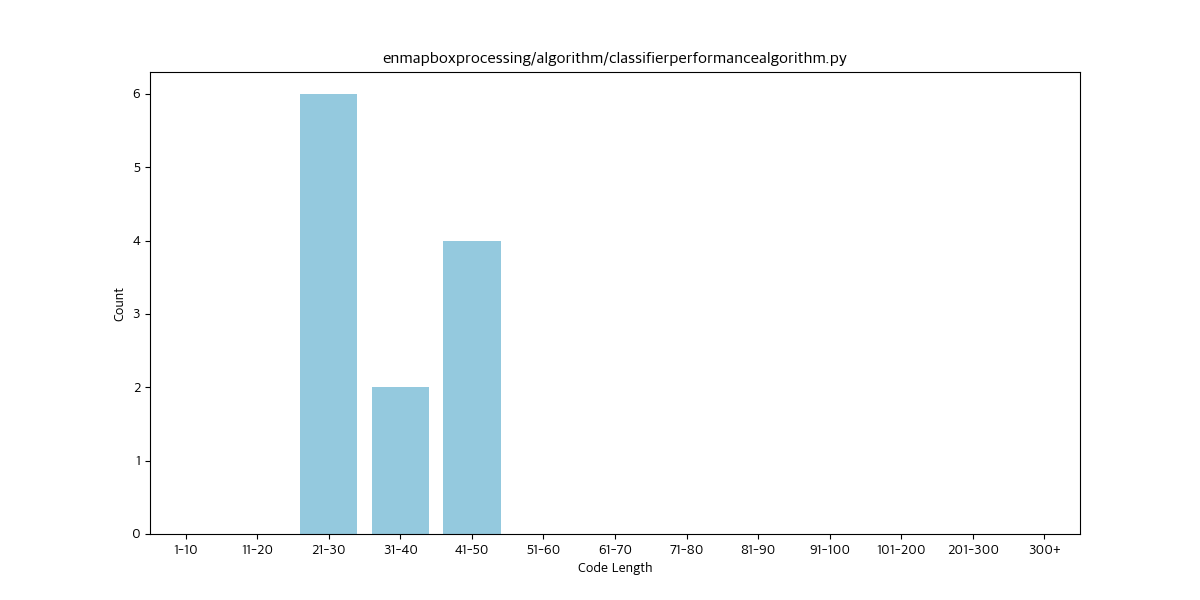 enmapboxprocessing/algorithm/classifierperformancealgorithm.py
6
5
4
3
2
1
0
Count
1-10 11-20 21-30 31-40 41-50 51-60 61-70 71-80 81-90 91-100 101-200 201-300 300+
Code Length